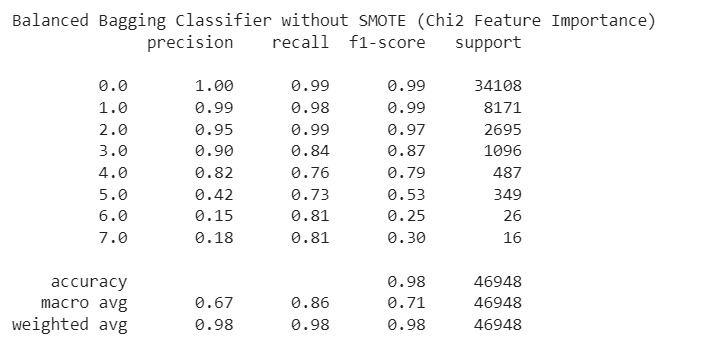 Balanced Bagging Classifier without SMOTE (Chi2 Feature Importance)
precision recall f1-score support
0.0 1.00 0.99 0.99 34108
1.0 0.99 0.98 0.99 8171
2.0 0.95 0.99 0.97 2695
3.0 0.90 0.84 0.87 1096
4.0 0.82 0.76 0.79 487
5.0 0.42 0.73 0.53 349
6.0 0.15 0.81 0.25 26
7.0 0.18 0.81 0.30 16
accuracy 0.98 46948
macro avg 0.67 0.86 0.71 46948
weighted avg 0.98 0.98 0.98 46948